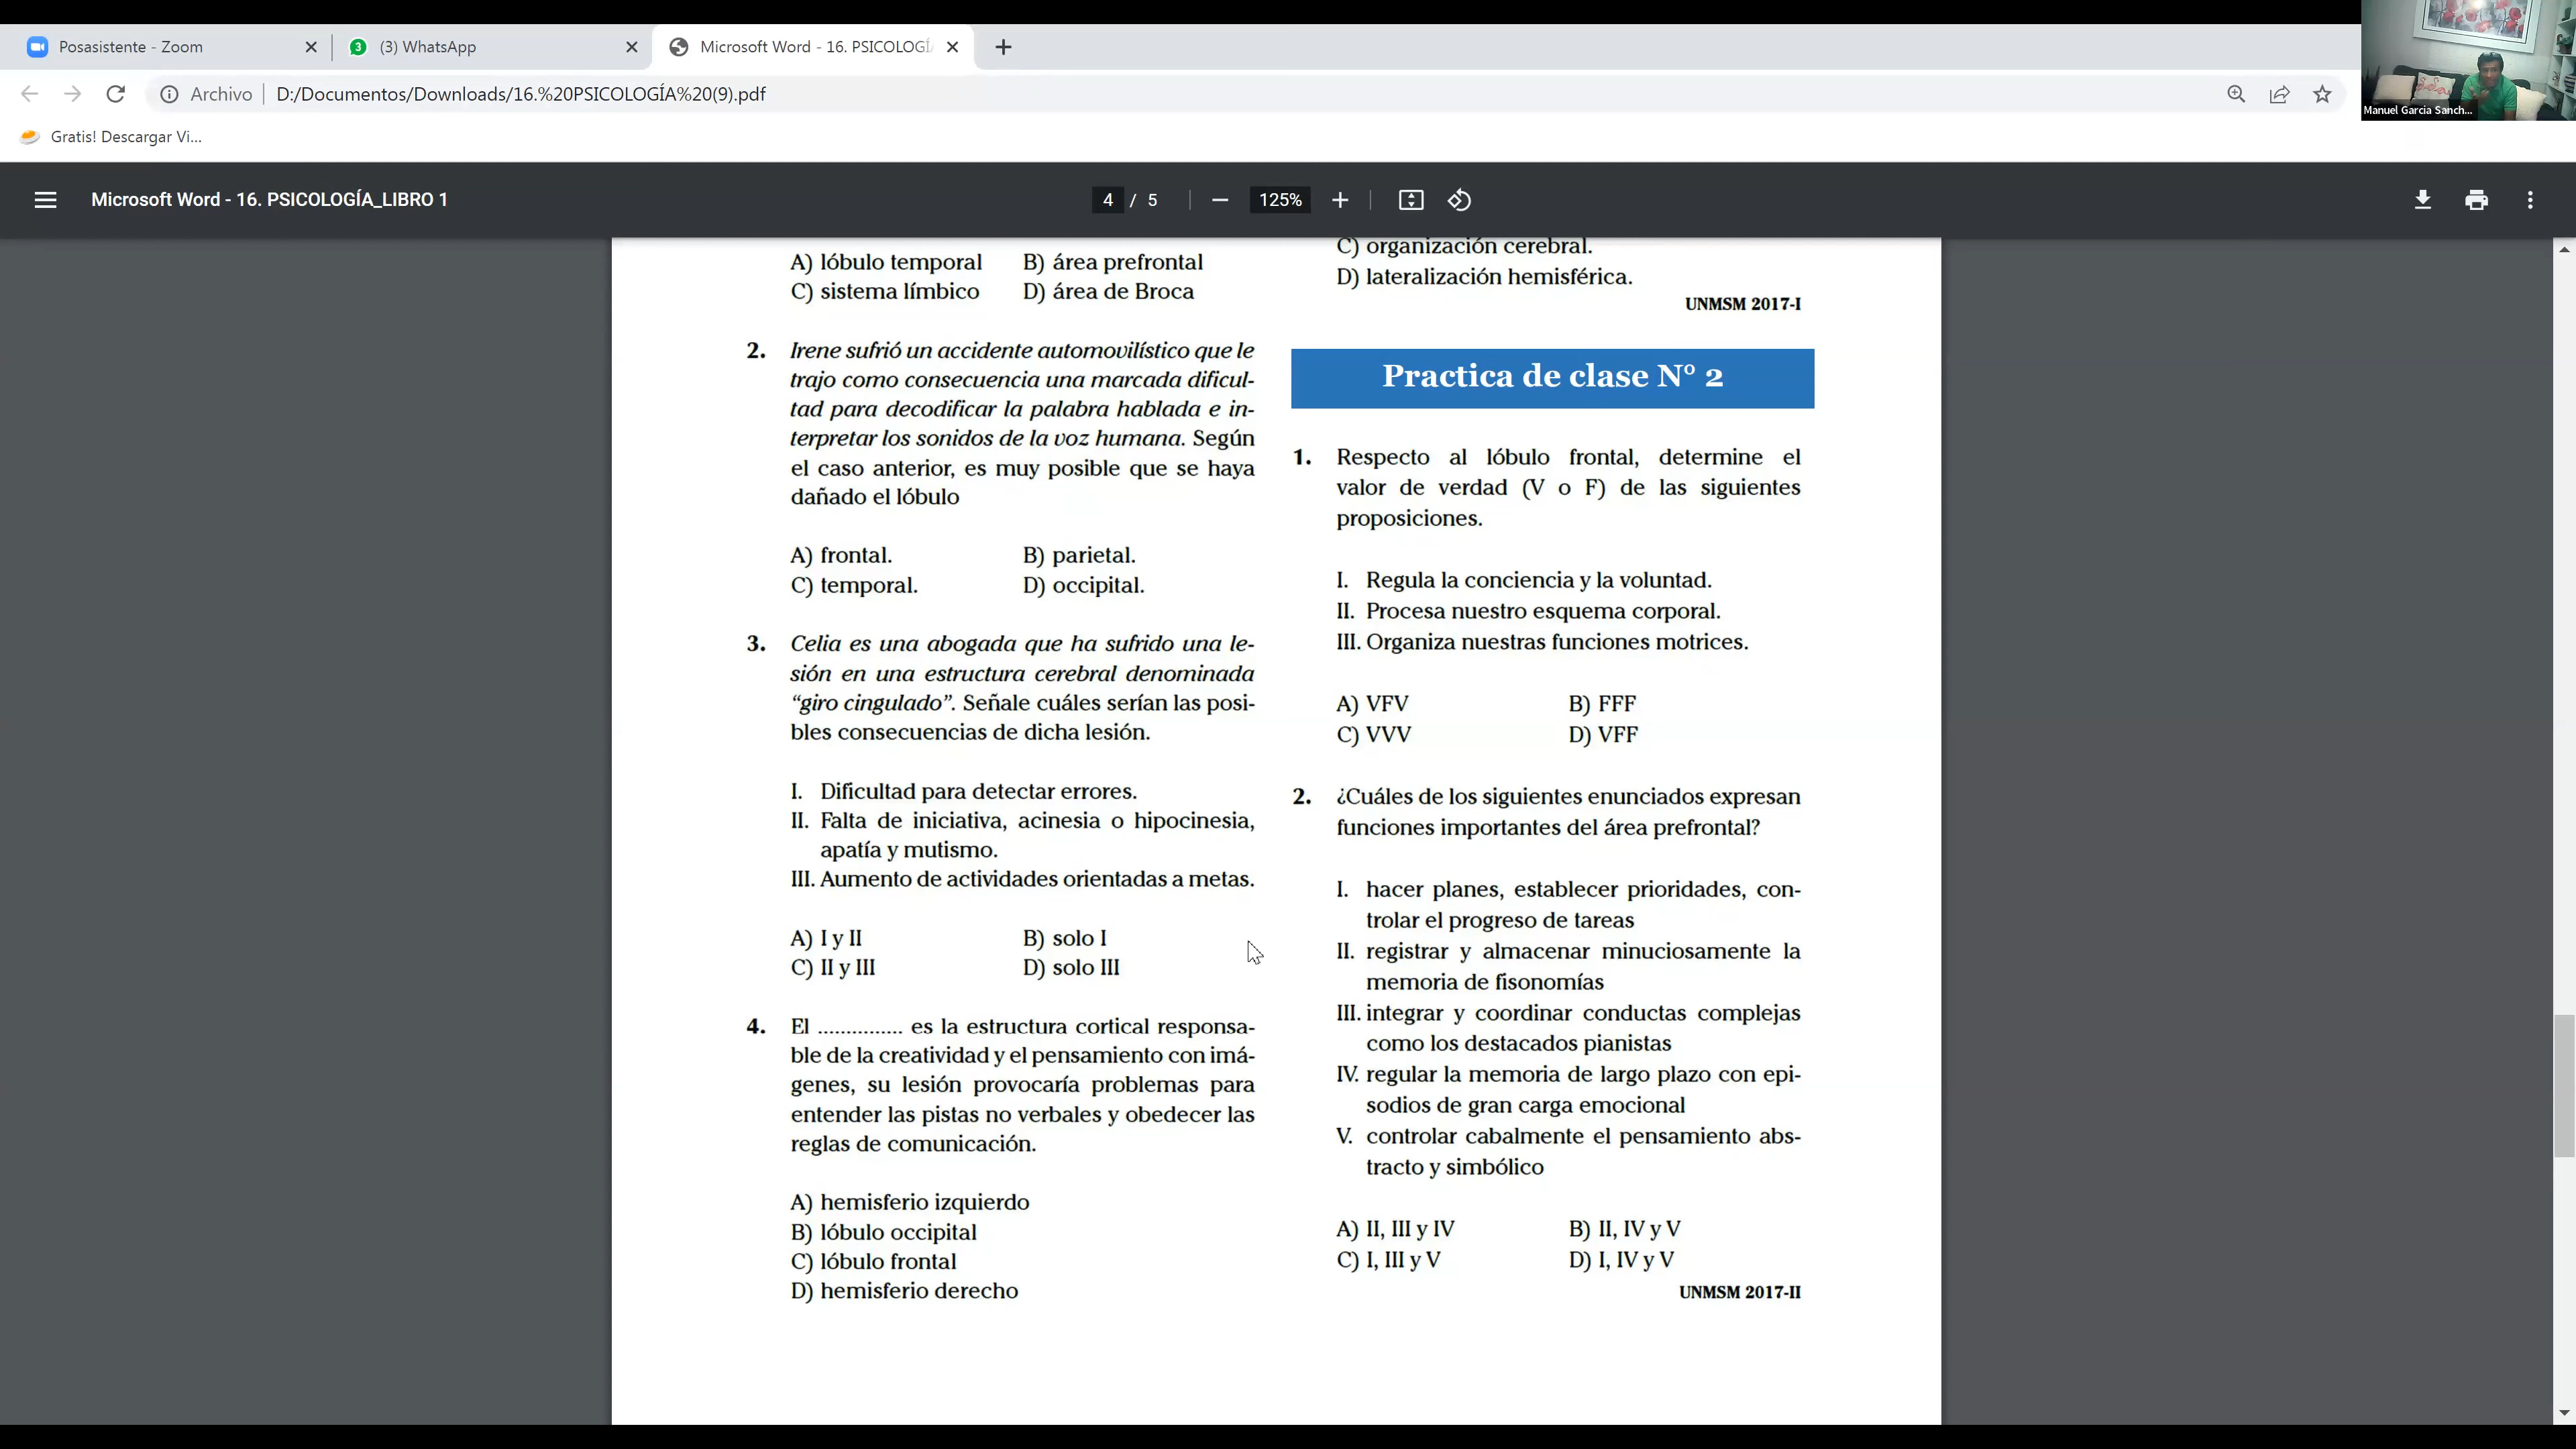 Posasistente - Zoom
3
(3) WhatsApp
Microsoft Word - 16. PSICOLOGÍ
Archivo
D:/Documentos/Downloads/16.%20PSICOLOGÍA%20(9).pdf
Gratis! Descargar Vi...
Manuel Garcia Sanch...
Microsoft Word - 16. PSICOLOGÍA_LIBRO 1
4 / 5
125%
A) lóbulo temporal B) área prefrontal
C) sistema límbico D) área de Broca
2. Irene sufrió un accidente automovilístico que le
trajo como consecuencia una marcada dificul-
tad para decodificar la palabra hablada e in-
terpretar los sonidos de la voz humana. Según
el caso anterior, es muy posible que se haya
dañado el lóbulo
A) frontal. B) parietal.
C) temporal. D) occipital.
3. Celia es una abogada que ha sufrido una le-
sión en una estructura cerebral denominada
“giro cingulado”. Señale cuáles serían las posi-
bles consecuencias de dicha lesión.
I. Dificultad para detectar errores.
II. Falta de iniciativa, acinesia o hipocinesia,
apatía y mutismo.
III. Aumento de actividades orientadas a metas.
A) I y II B) solo I
C) II y III D) solo III
4. El ............... es la estructura cortical responsa-
ble de la creatividad y el pensamiento con imá-
genes, su lesión provocaría problemas para
entender las pistas no verbales y obedecer las
reglas de comunicación.
A) hemisferio izquierdo
B) lóbulo occipital
C) lóbulo frontal
D) hemisferio derecho
C) organización cerebral.
D) lateralización hemisférica.
UNMSM 2017-I
Practica de clase N° 2
1. Respecto al lóbulo frontal, determine el
valor de verdad (V o F) de las siguientes
proposiciones.
I. Regula la conciencia y la voluntad.
II. Procesa nuestro esquema corporal.
III. Organiza nuestras funciones motrices.
A) VFV B) FFF
C) VVV D) VFF
2. ¿Cuáles de los siguientes enunciados expresan
funciones importantes del área prefrontal?
I. hacer planes, establecer prioridades, con-
trolar el progreso de tareas
II. registrar y almacenar minuciosamente la
memoria de fisonomías
III. integrar y coordinar conductas complejas
como los destacados pianistas
IV. regular la memoria de largo plazo con epi-
sodios de gran carga emocional
V. controlar cabalmente el pensamiento abs-
tracto y simbólico
A) II, III y IV B) II, IV y V
C) I, III y V D) I, IV y V
UNMSM 2017-II